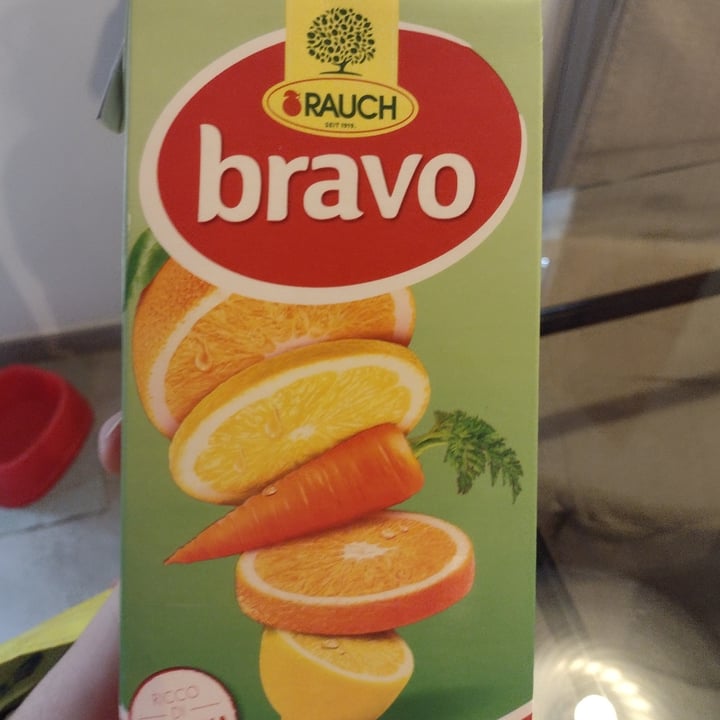 RAUCH
SEIT 1919.
bravo
RICCO
DI